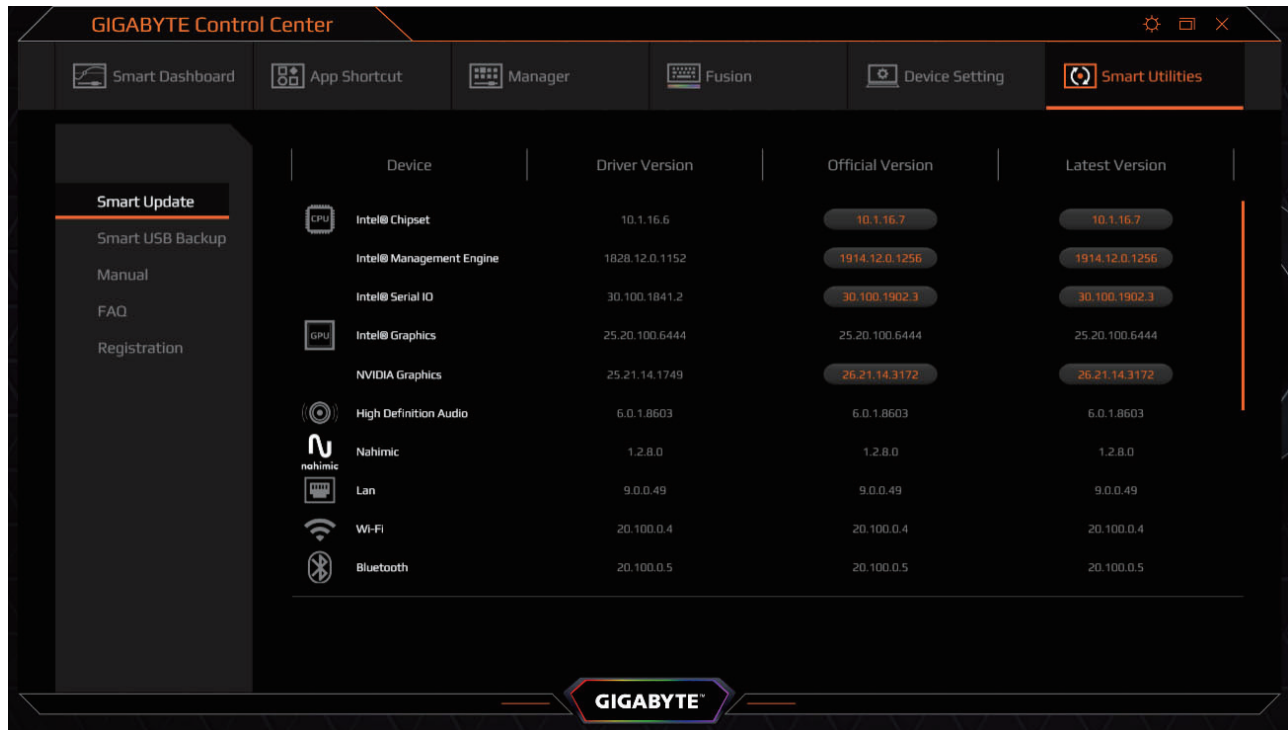 GIGABYTE Control Center
Smart Dashboard App Shortcut Manager Fusion Device Setting Smart Utilities
Smart Update
Smart USB Backup
Manual
FAQ
Registration
Device Driver Version Official Version Latest Version
CPU Intel® Chipset 10.1.16.6 10.1.16.7 10.1.16.7
Intel® Management Engine 1828.12.0.1152 1914.12.0.1256 1914.12.0.1256
Intel® Serial IO 30.100.1841.2 30.100.1902.3 30.100.1902.3
GPU Intel® Graphics 25.20.100.6444 25.20.100.6444 25.20.100.6444
NVIDIA Graphics 25.21.14.1749 26.21.14.3172 26.21.14.3172
High Definition Audio 6.0.1.8603 6.0.1.8603 6.0.1.8603
nahimic Nahimic 1.2.8.0 1.2.8.0 1.2.8.0
Lan 9.0.0.49 9.0.0.49 9.0.0.49
Wi-Fi 20.100.0.4 20.100.0.4 20.100.0.4
Bluetooth 20.100.0.5 20.100.0.5 20.100.0.5
GIGABYTE™